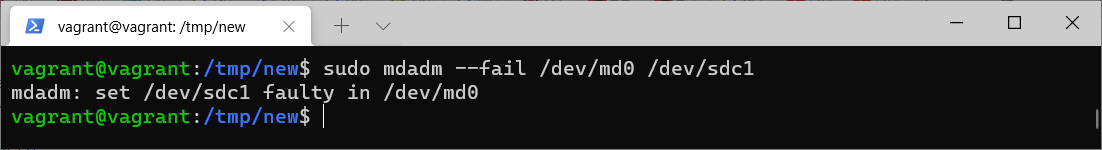 vagrant@vagrant: /tmp/new
vagrant@vagrant:/tmp/new$ sudo mdadm --fail /dev/md0 /dev/sdc1
mdadm: set /dev/sdc1 faulty in /dev/md0
vagrant@vagrant:/tmp/new$